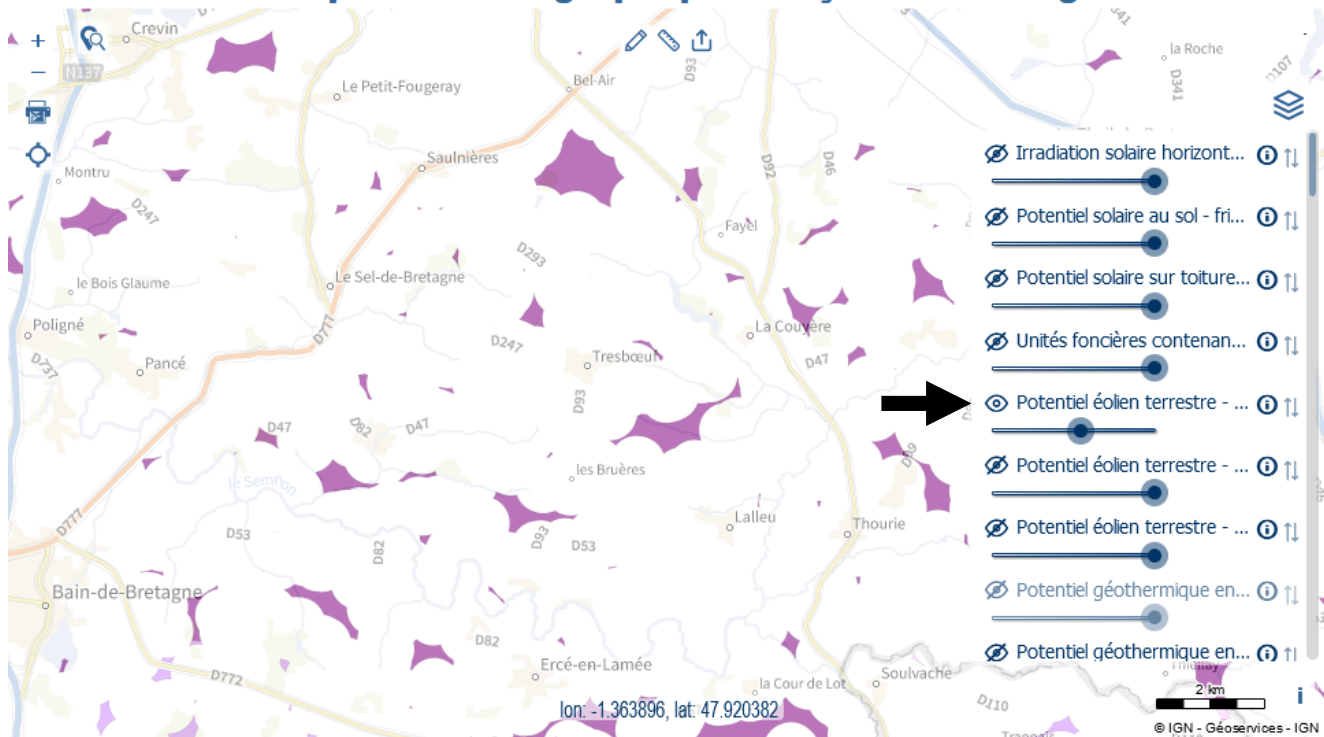 Crevin
la Roche
N137
D93
D341
D107
Le Petit-Fougeray
Bel-Air
Saulnières
D92
D46
Montru
D247
Fayel
D293
le Bois Glaume
Le Sel-de-Bretagne
Poligné
D777
La Couyère
D247
Tresbœuf
D737
Pancé
D47
D93
D47
D82
D47
les Bruères
le Semnon
D777
D53
D82
D93
D53
Lalleu
Thourie
Bain-de-Bretagne
D82
D772
Ercé-en-Lamée
la Cour de Lot
Soulvache
D110
lon: -1.363896, lat: 47.920382
Irradiation solaire horizont...
Potentiel solaire au sol - fri...
Potentiel solaire sur toiture...
Unités foncières contenan...
Potentiel éolien terrestre - ...
Potentiel éolien terrestre - ...
Potentiel éolien terrestre - ...
Potentiel géothermique en...
Potentiel géothermique en...
2 km
© IGN - Géoservices - IGN